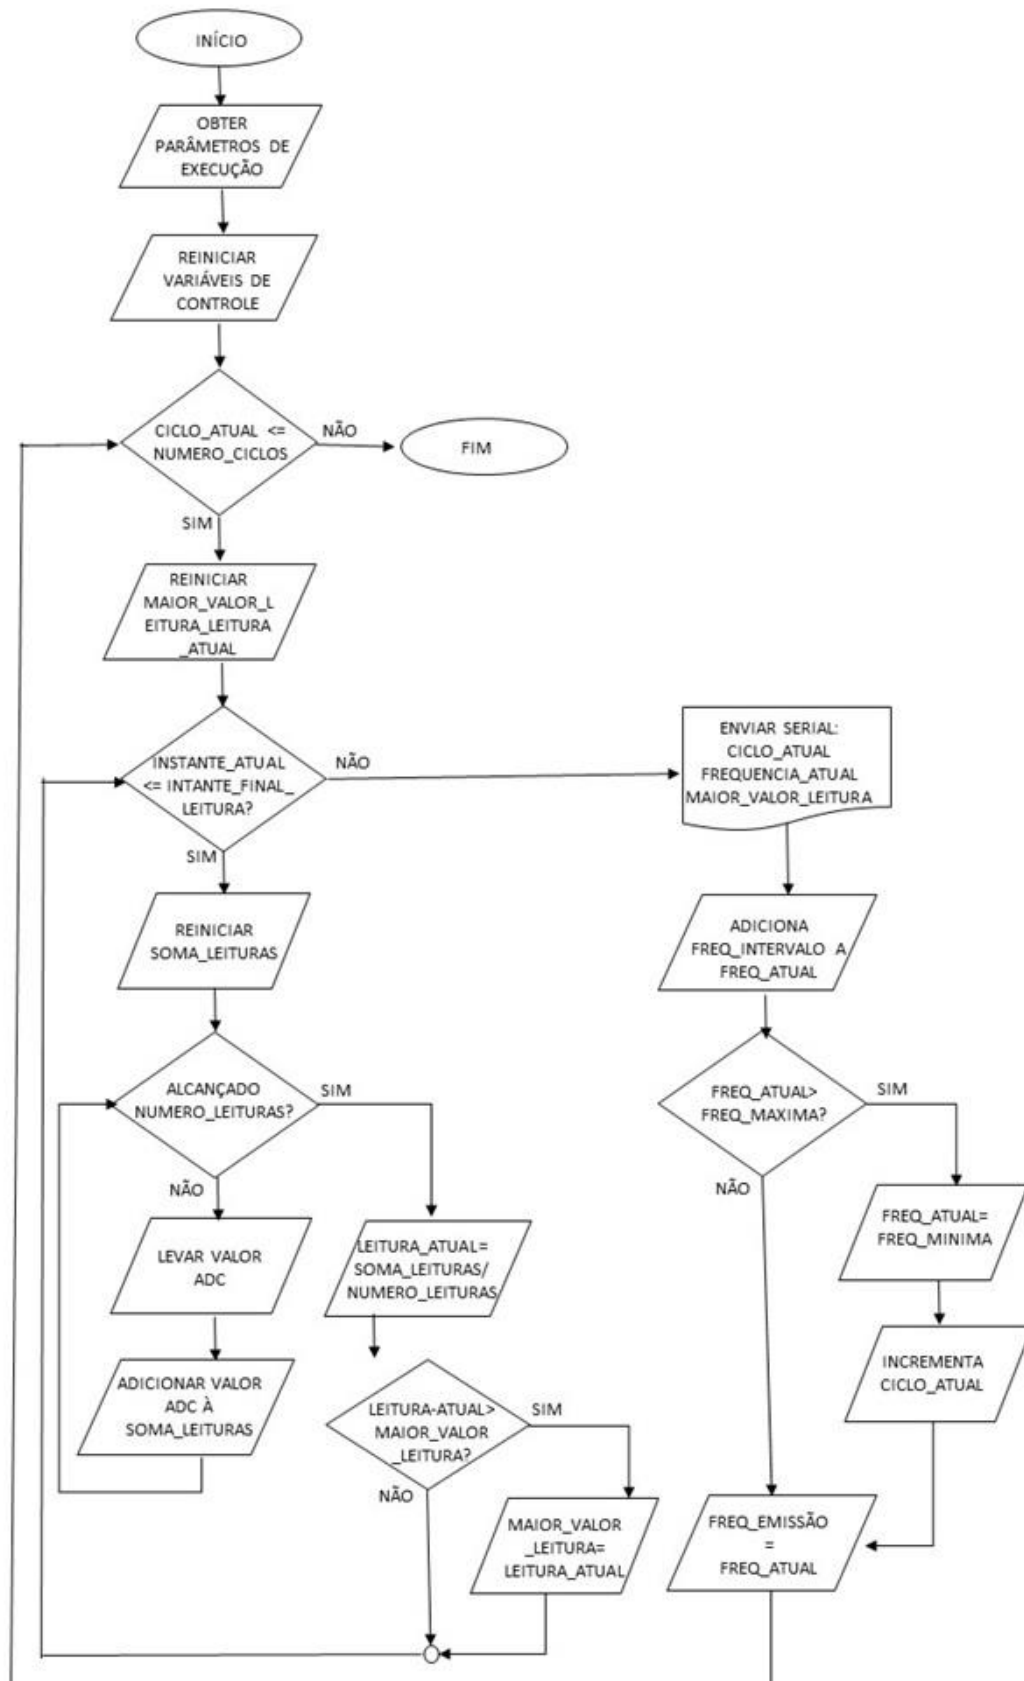 INÍCIO
OBTER
PARÂMETROS DE
EXECUÇÃO
REINICIAR
VARIÁVEIS DE
CONTROLE
CICLO_ATUAL <=
NUMERO_CICLOS
NÃO
FIM
SIM
REINICIAR
MAIOR_VALOR_L
EITURA_LEITURA
_ATUAL
INSTANTE_ATUAL
<= INTANTE_FINAL_
LEITURA?
NÃO
ENVIAR SERIAL:
CICLO_ATUAL
FREQUENCIA_ATUAL
MAIOR_VALOR_LEITURA
SIM
REINICIAR
SOMA_LEITURAS
ADICIONA
FREQ_INTERVALO A
FREQ_ATUAL
ALCANÇADO
NUMERO_LEITURAS?
SIM
FREQ_ATUAL>
FREQ_MAXIMA?
SIM
NÃO
NÃO
LEVAR VALOR
ADC
LEITURA_ATUAL=
SOMA_LEITURAS/
NUMERO_LEITURAS
FREQ_ATUAL=
FREQ_MINIMA
ADICIONAR VALOR
ADC À
SOMA_LEITURAS
LEITURA-ATUAL>
MAIOR_VALOR
_LEITURA?
SIM
NÃO
INCREMENTA
CICLO_ATUAL
MAIOR_VALOR
_LEITURA=
LEITURA_ATUAL
FREQ_EMISSÃO
=
FREQ_ATUAL